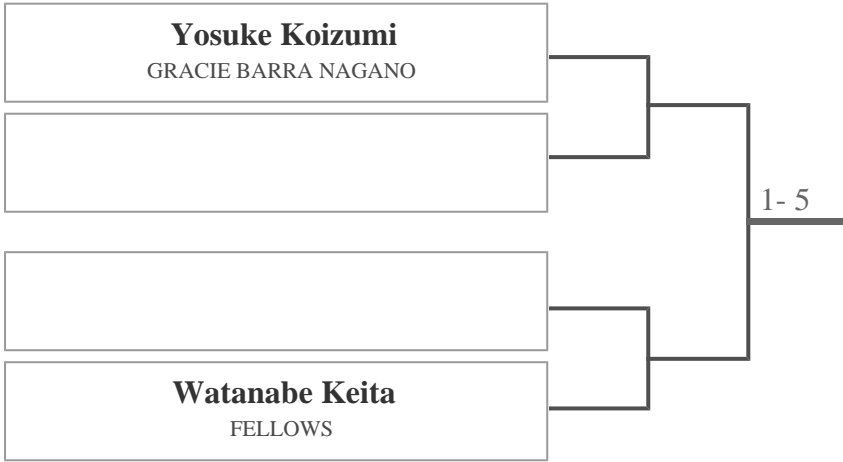 Yosuke Koizumi
GRACIE BARRA NAGANO
1- 5
Watanabe Keita
FELLOWS